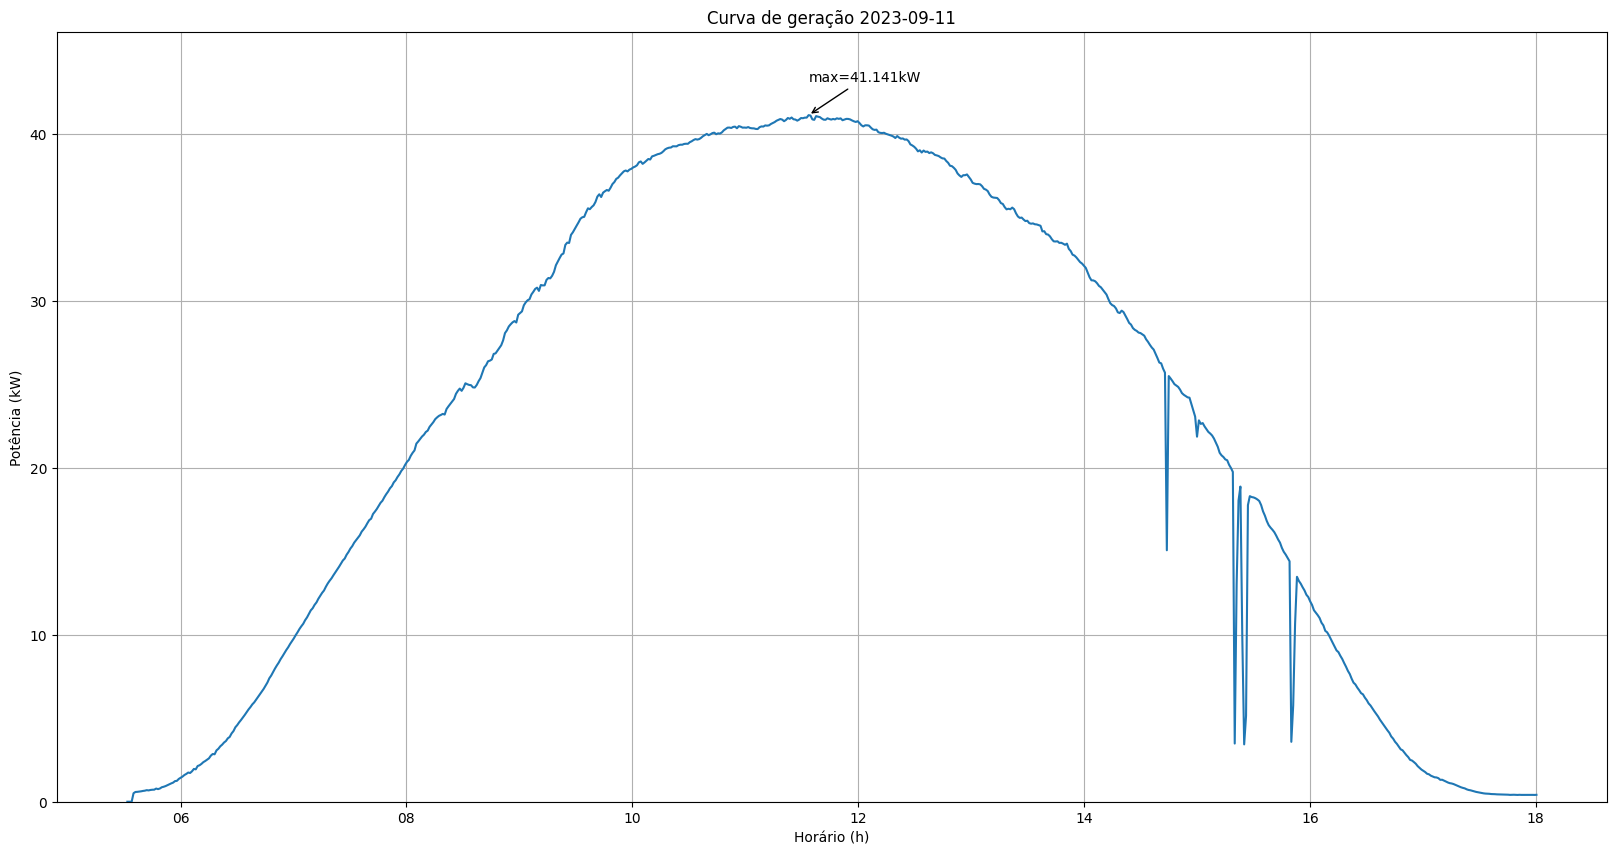 Curva de geração 2023-09-11
max=41.141kW
40
30
20
10
0
Potência (kW)
06 08 10 12 14 16 18
Horário (h)